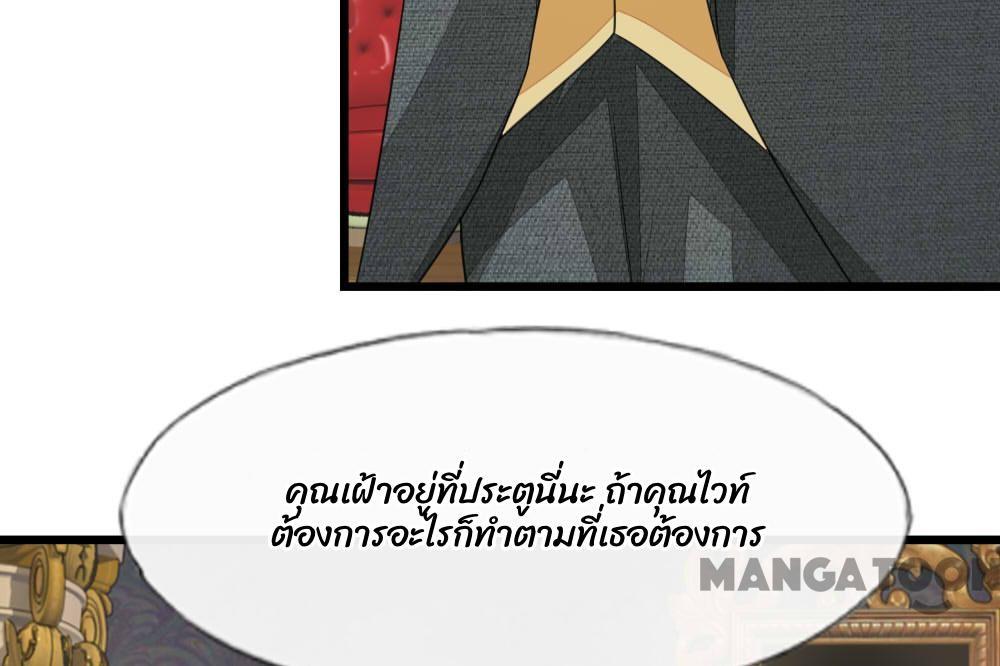 คุณเฝ้าอยู่ที่ประตูนี่นะ ถ้าคุณไวท์
ต้องการอะไรก็ทำตามที่เธอต้องการ
MANGATOON